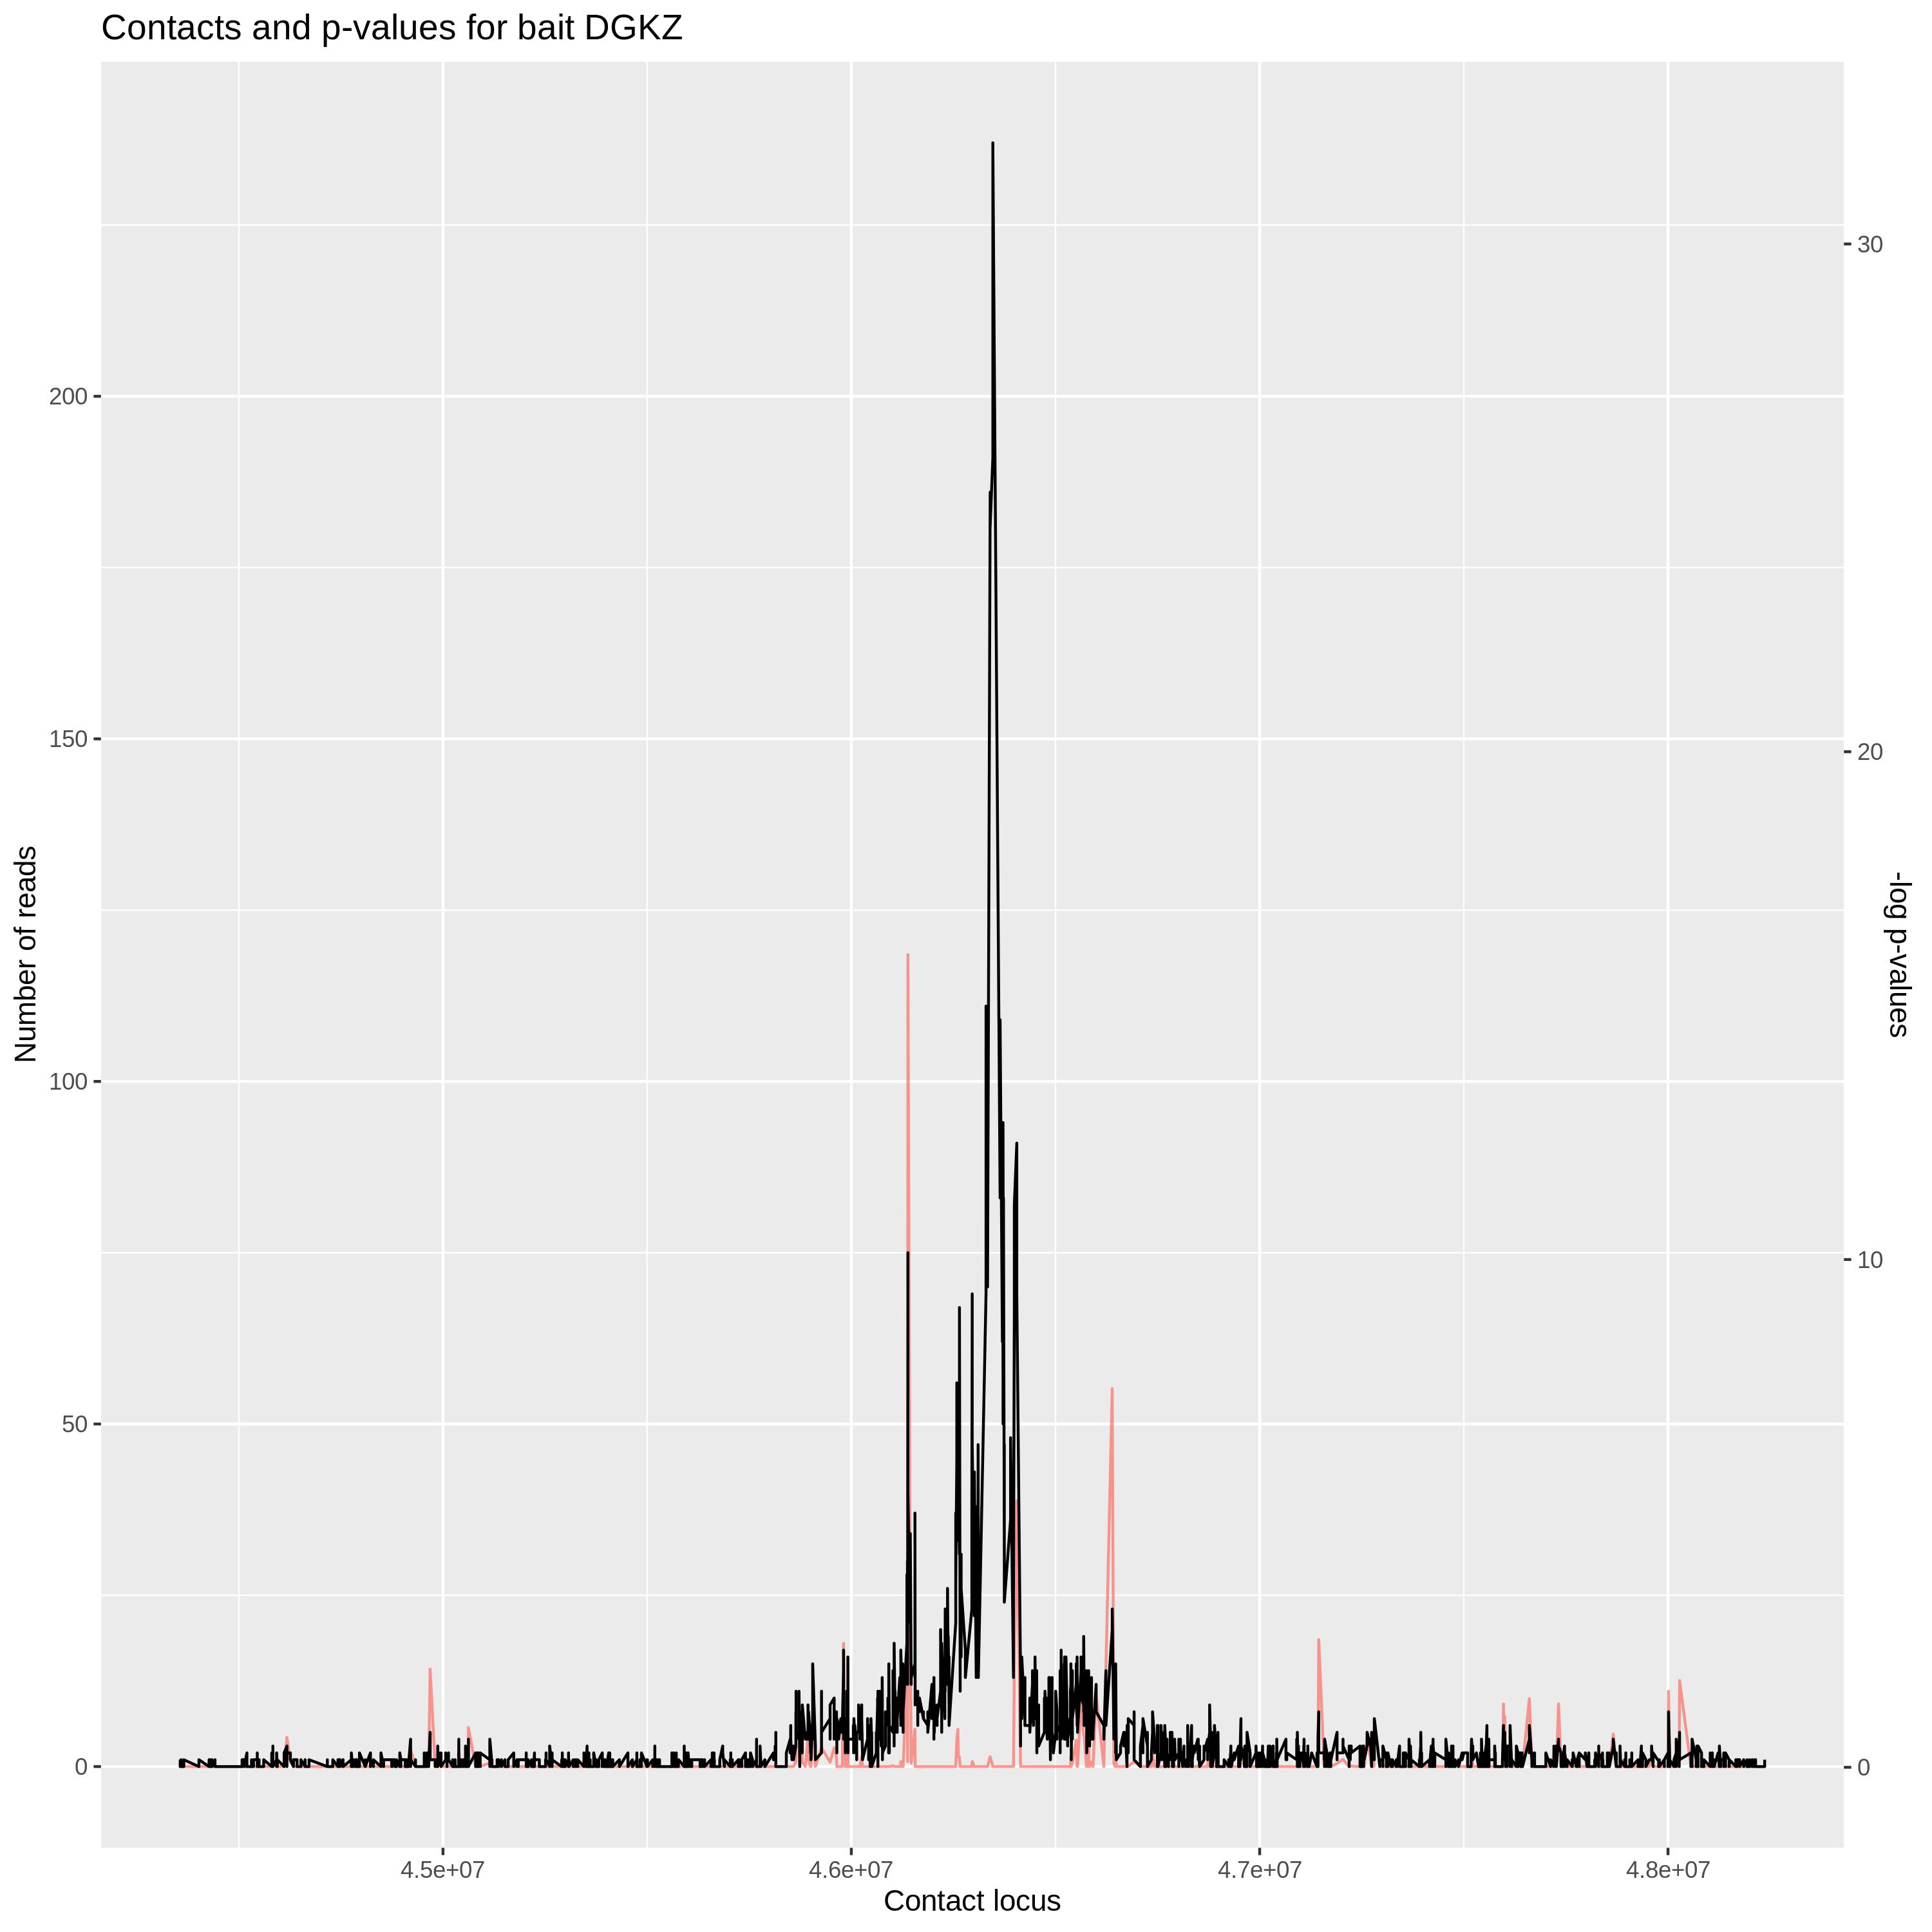 Contacts and p-values for bait DGKZ
200
150
100
50
0
30
20
10
0
Number of reads
-log p-values
4.5e+07 4.6e+07 4.7e+07 4.8e+07
Contact locus